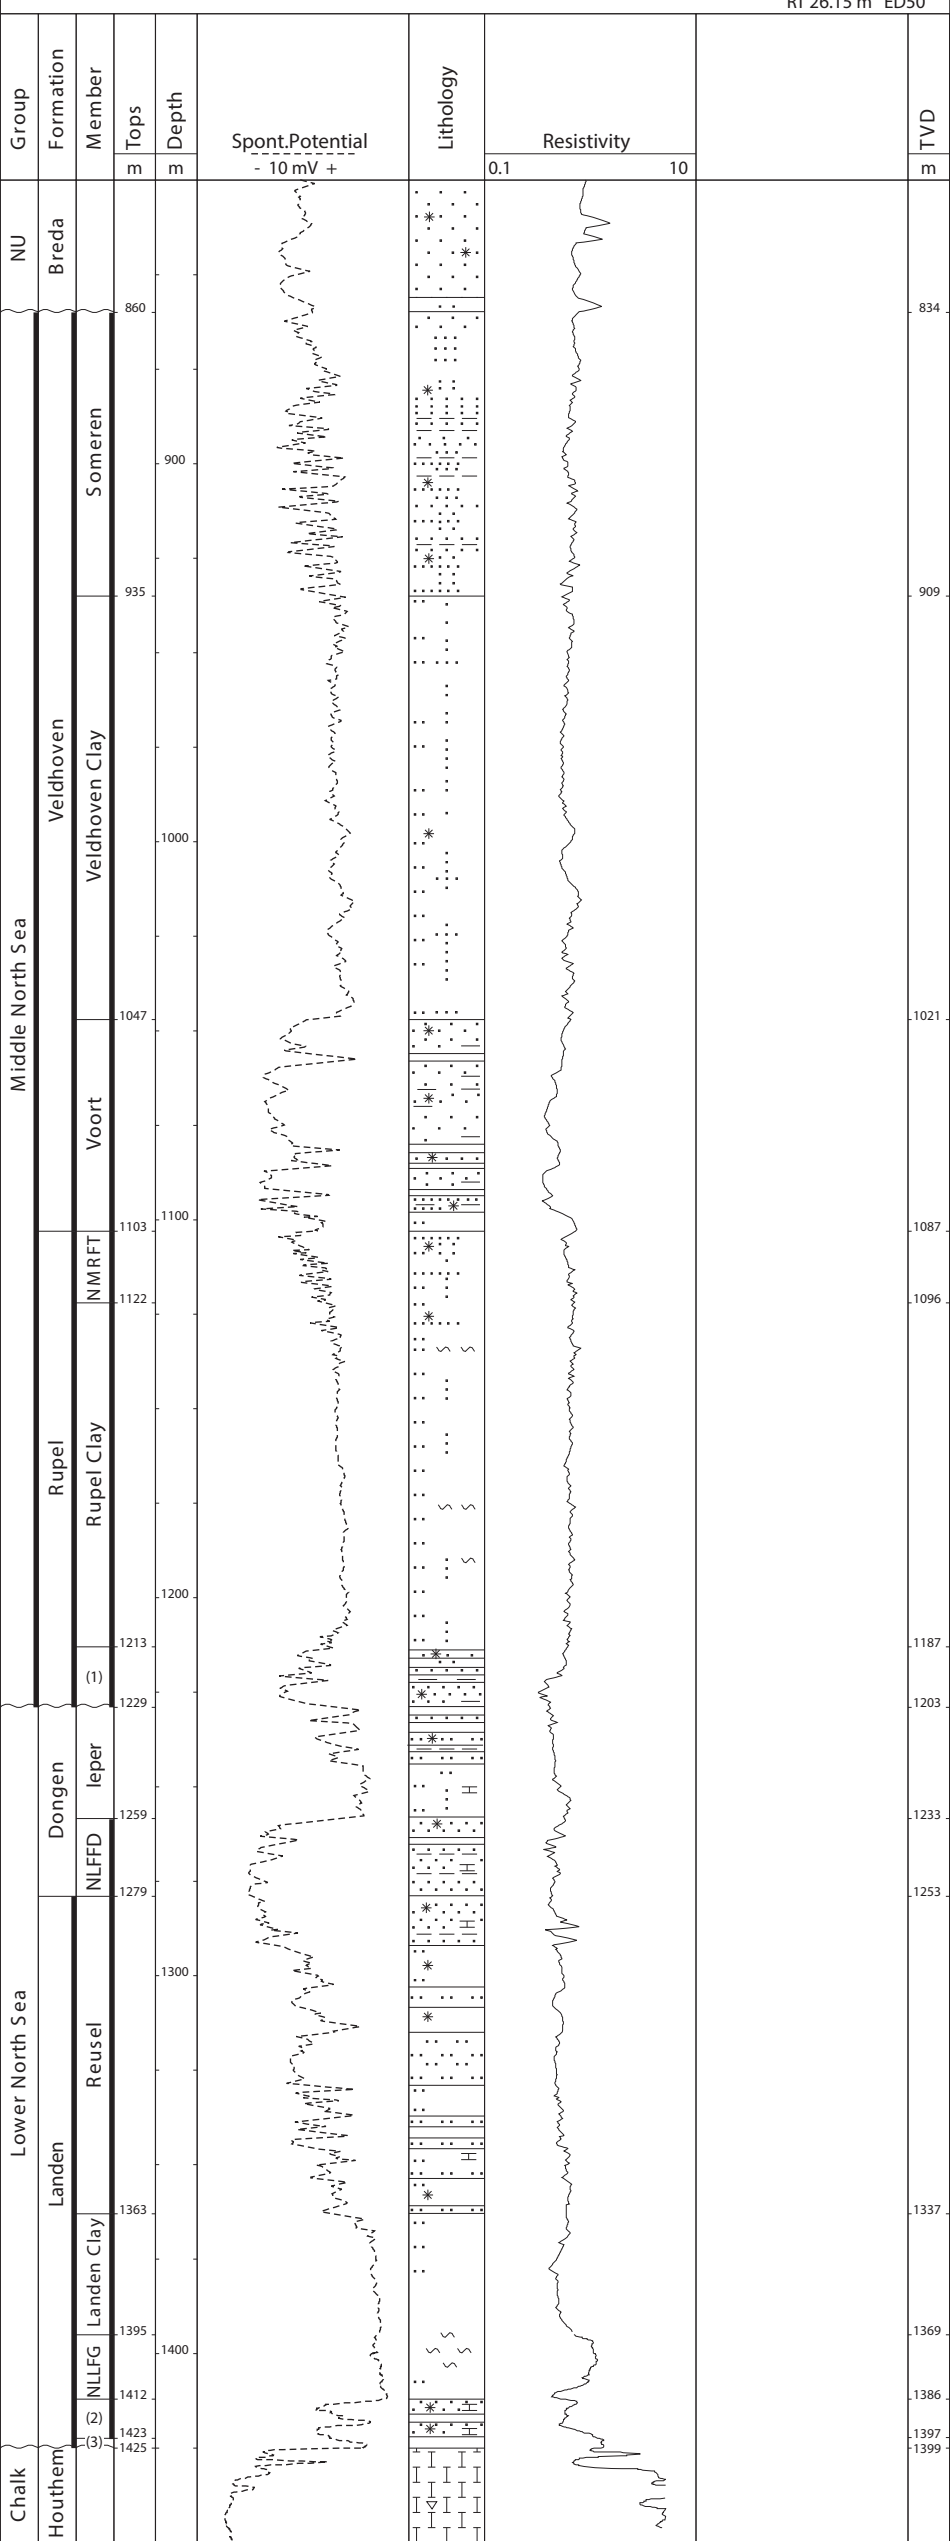 RT 26.15 m ED50
Group
Formation
Member
Tops
Depth
Spont.Potential
Lithology
Resistivity
TVD
m
m
- 10 mV +
0.1
10
m
NU
Breda
860
834
Someren
900
935
909
Veldhoven
Veldhoven Clay
Middle North Sea
1000
1047
1021
Voort
1100
1103
1087
NMRFT
1122
1096
Rupel
Rupel Clay
1200
1213
1187
(1)
1229
1203
Dongen
Ieper
1259
1233
NLFFD
1279
1253
1300
Lower North Sea
Reusel
Landen
1363
1337
Landen Clay
1395
1369
NLLFG
1400
1412
1386
(2)
1423
1397
(3)
1425
1399
Chalk
Houthem